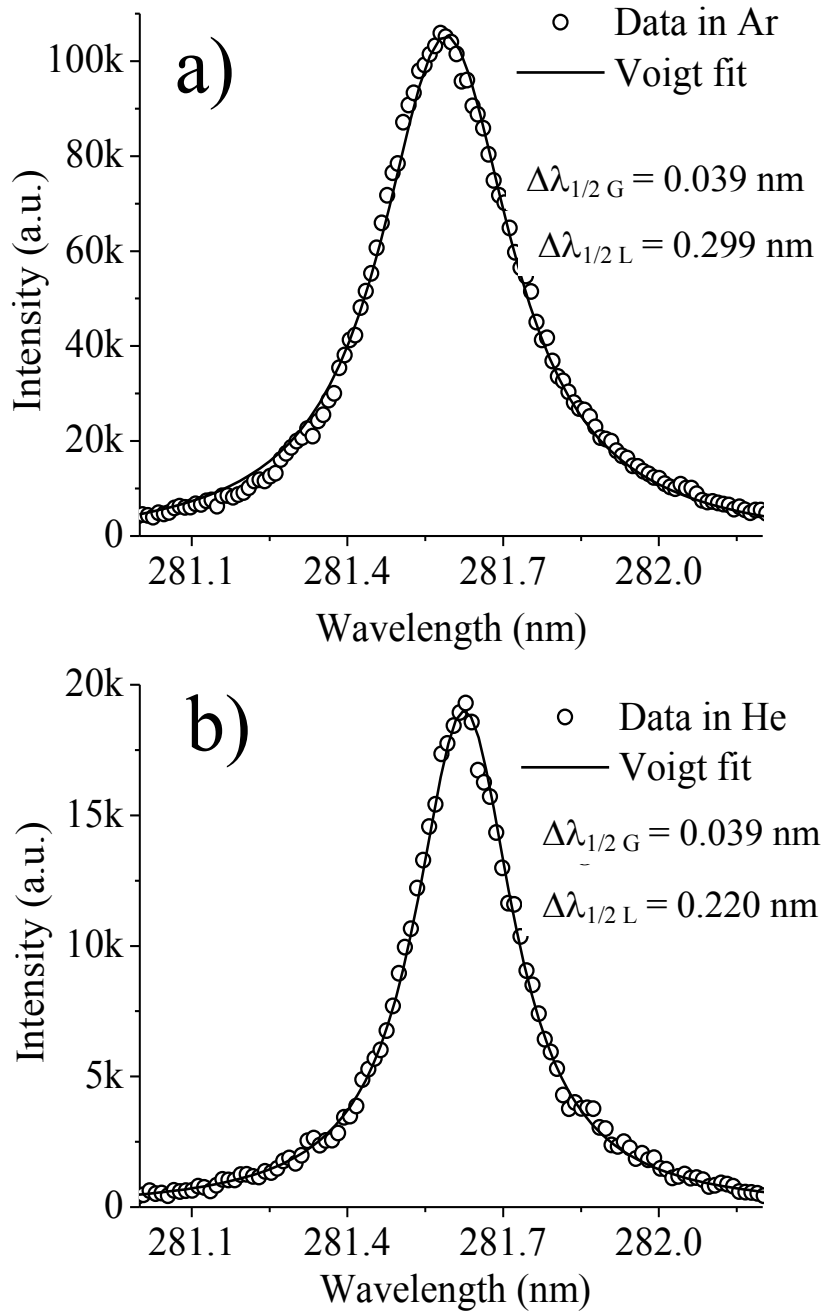 a)
Data in Ar
Voigt fit
Δλ1/2 G = 0.039 nm
Δλ1/2 L = 0.299 nm
100k
80k
60k
40k
20k
0
Intensity (a.u.)
281.1 281.4 281.7 282.0
Wavelength (nm)
b)
Data in He
Voigt fit
Δλ1/2 G = 0.039 nm
Δλ1/2 L = 0.220 nm
20k
15k
10k
5k
0
Intensity (a.u.)
281.1 281.4 281.7 282.0
Wavelength (nm)